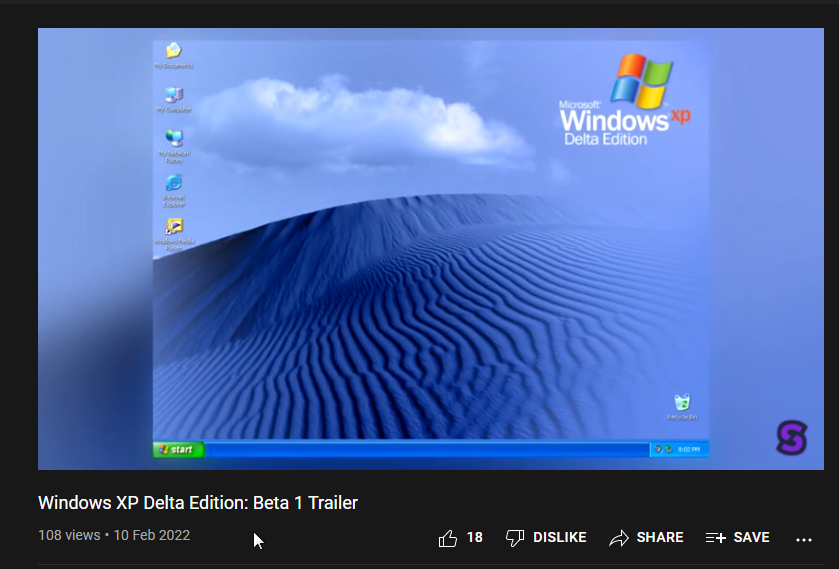 My Documents
My Computer
My Network
Places
Internet
Explorer
Windows Media
Player
Microsoft®
Windows xp
Delta Edition
Recycle Bin
start
8:02 PM
S
Windows XP Delta Edition: Beta 1 Trailer
108 views • 10 Feb 2022
18 DISLIKE SHARE SAVE ...